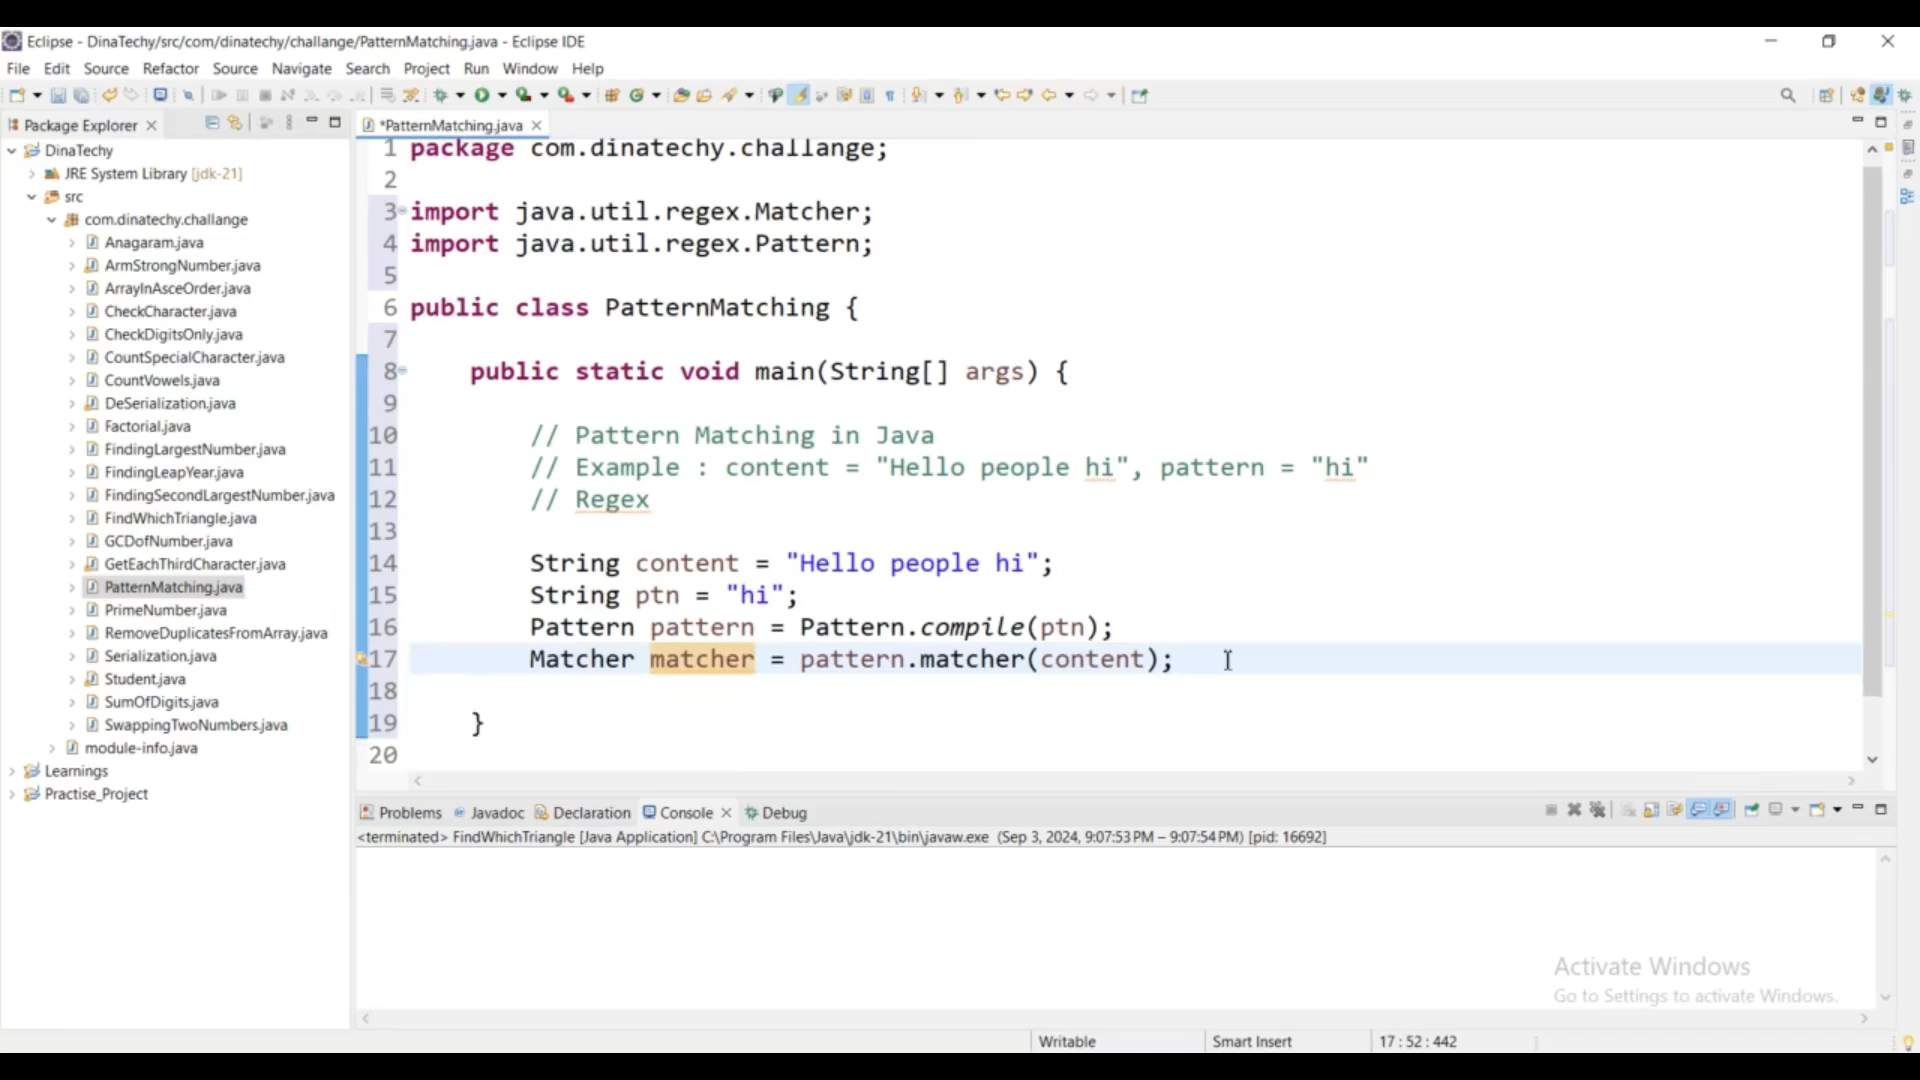 Eclipse - DinaTechy/src/com/dinatechy/challange/PatternMatching.java - Eclipse IDE
File Edit Source Refactor Source Navigate Search Project Run Window Help
Package Explorer
*PatternMatching.java
DinaTechy
JRE System Library [jdk-21]
src
com.dinatechy.challange
Anagaram.java
ArmStrongNumber.java
ArrayInAsceOrder.java
CheckCharacter.java
CheckDigitsOnly.java
CountSpecialCharacter.java
CountVowels.java
DeSerialization.java
Factorial.java
FindingLargestNumber.java
FindingLeapYear.java
FindingSecondLargestNumber.java
FindWhichTriangle.java
GCDofNumber.java
GetEachThirdCharacter.java
PatternMatching.java
PrimeNumber.java
RemoveDuplicatesFromArray.java
Serialization.java
Student.java
SumOfDigits.java
SwappingTwoNumbers.java
module-info.java
Learnings
Practise_Project
1 package com.dinatechy.challange;
2
3 import java.util.regex.Matcher;
4 import java.util.regex.Pattern;
5
6 public class PatternMatching {
7
8 public static void main(String[] args) {
9
10 // Pattern Matching in Java
11 // Example : content = "Hello people hi", pattern = "hi"
12 // Regex
13
14 String content = "Hello people hi";
15 String ptn = "hi";
16 Pattern pattern = Pattern.compile(ptn);
17 Matcher matcher = pattern.matcher(content);
18
19 }
20
Problems Javadoc Declaration Console Debug
<terminated> FindWhichTriangle [Java Application] C:\Program Files\Java\jdk-21\bin\javaw.exe (Sep 3, 2024, 9:07:53 PM – 9:07:54 PM) [pid: 16692]
Activate Windows
Go to Settings to activate Windows.
Writable Smart Insert 17 : 52 : 442